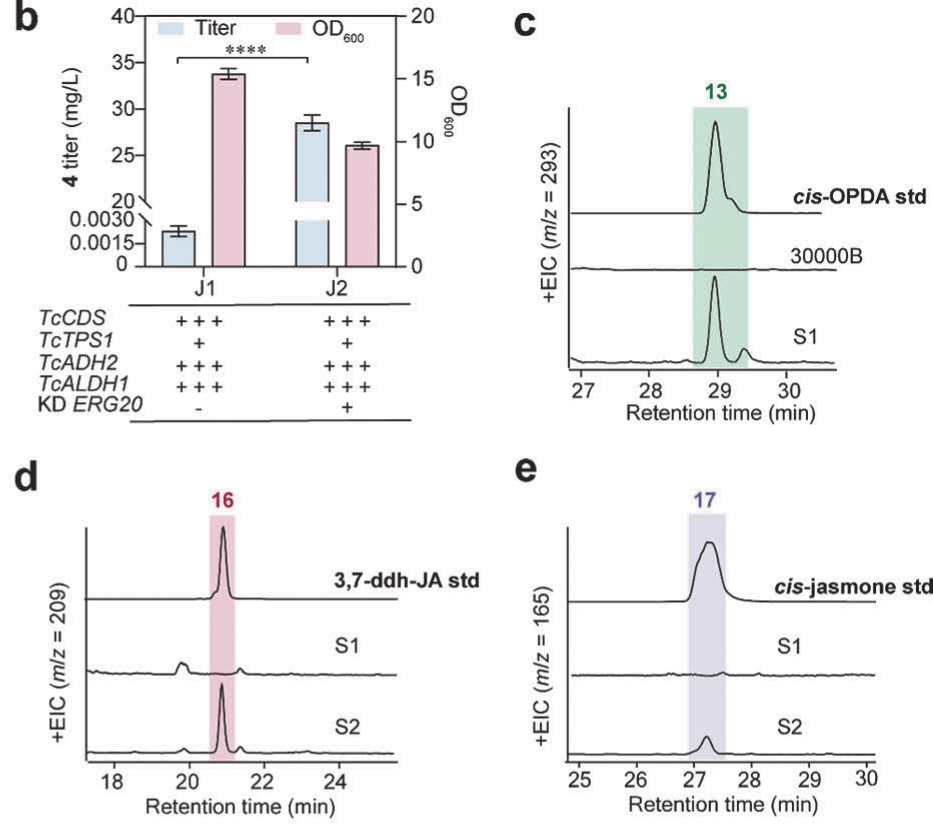 b
Titer OD600
****
4 titer (mg/L)
40
35
30
25
20
0.0030
0.0015
0
OD600
20
15
10
5
0
J1 J2
TcCDS +++ +++
TcTPS1 + +
TcADH2 +++ +++
TcALDH1 +++ +++
KD ERG20 - +
c
13
+EIC (m/z = 293)
cis-OPDA std
30000B
S1
27 28 29 30
Retention time (min)
d
16
+EIC (m/z = 209)
3,7-ddh-JA std
S1
S2
18 20 22 24
Retention time (min)
e
17
+EIC (m/z = 165)
cis-jasmone std
S1
S2
25 26 27 28 29 30
Retention time (min)